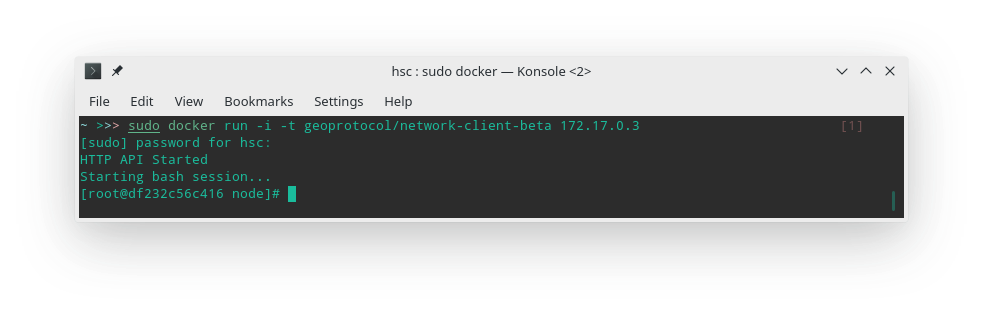 hsc : sudo docker — Konsole <2>
File Edit View Bookmarks Settings Help
~ >>> sudo docker run -i -t geoprotocol/network-client-beta 172.17.0.3 [1]
[sudo] password for hsc:
HTTP API Started
Starting bash session...
[root@df232c56c416 node]#